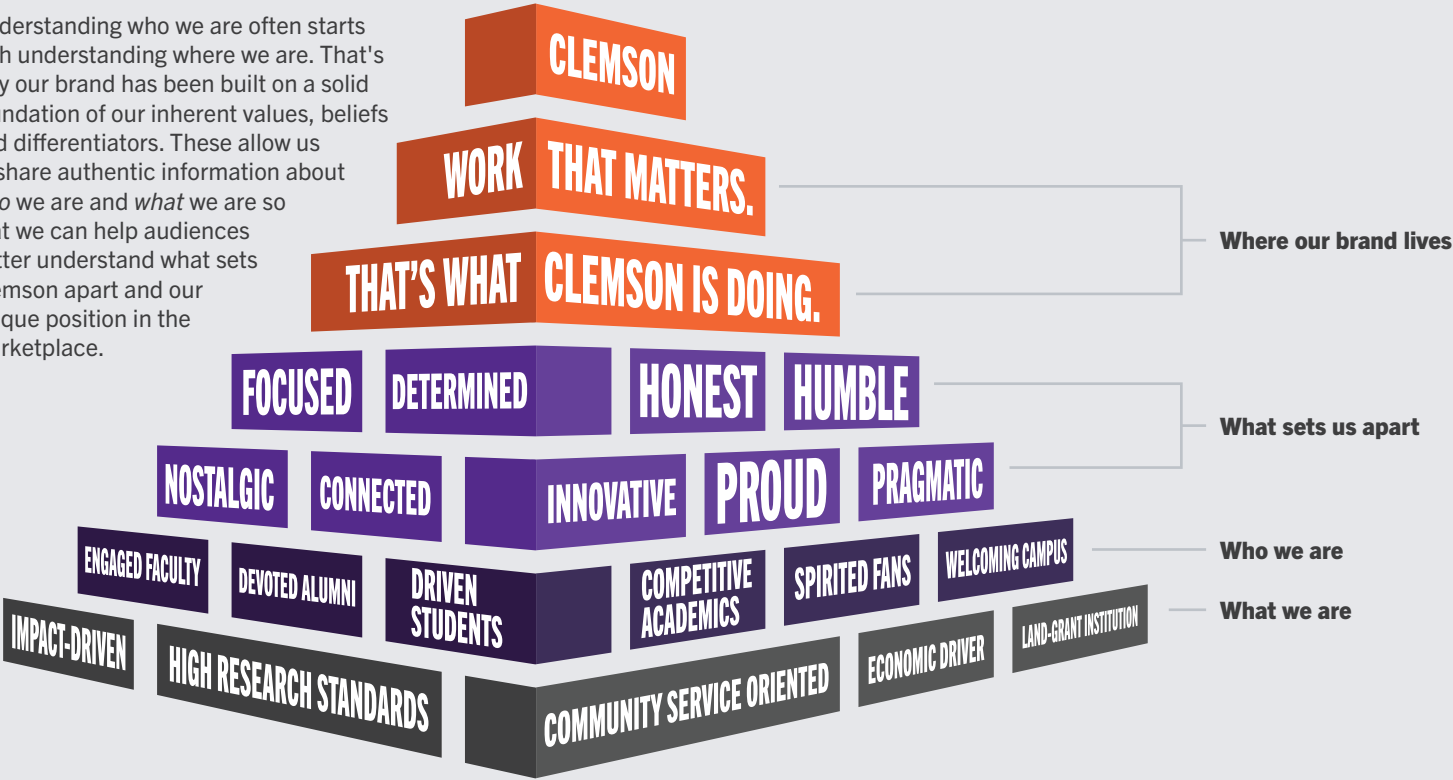 derstanding who we are often starts
h understanding where we are. That's
y our brand has been built on a solid
undation of our inherent values, beliefs
d differentiators. These allow us
share authentic information about
o we are and what we are so
at we can help audiences
tter understand what sets
emson apart and our
ique position in the
rketplace.
CLEMSON
WORK THAT MATTERS.
THAT'S WHAT CLEMSON IS DOING.
Where our brand lives
FOCUSED DETERMINED HONEST HUMBLE
What sets us apart
NOSTALGIC CONNECTED INNOVATIVE PROUD PRAGMATIC
ENGAGED FACULTY DEVOTED ALUMNI DRIVEN STUDENTS COMPETITIVE ACADEMICS SPIRITED FANS WELCOMING CAMPUS
Who we are
IMPACT-DRIVEN HIGH RESEARCH STANDARDS COMMUNITY SERVICE ORIENTED ECONOMIC DRIVER LAND-GRANT INSTITUTION
What we are